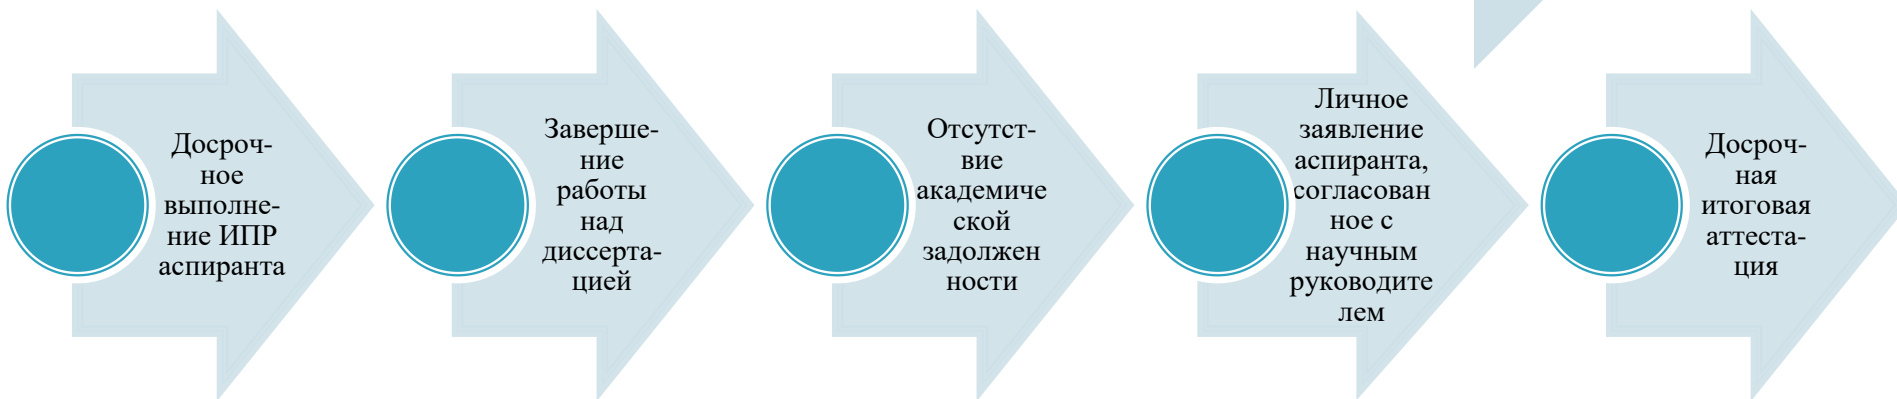 Досроч-
ное
выполне-
ние ИПР
аспиранта
Заверше-
ние
работы
над
диссерта-
цией
Отсутст-
вие
академиче
ской
задолжен
ности
Личное
заявление
аспиранта,
согласован
ное с
научным
руководите
лем
Досроч-
ная
итоговая
аттеста-
ция